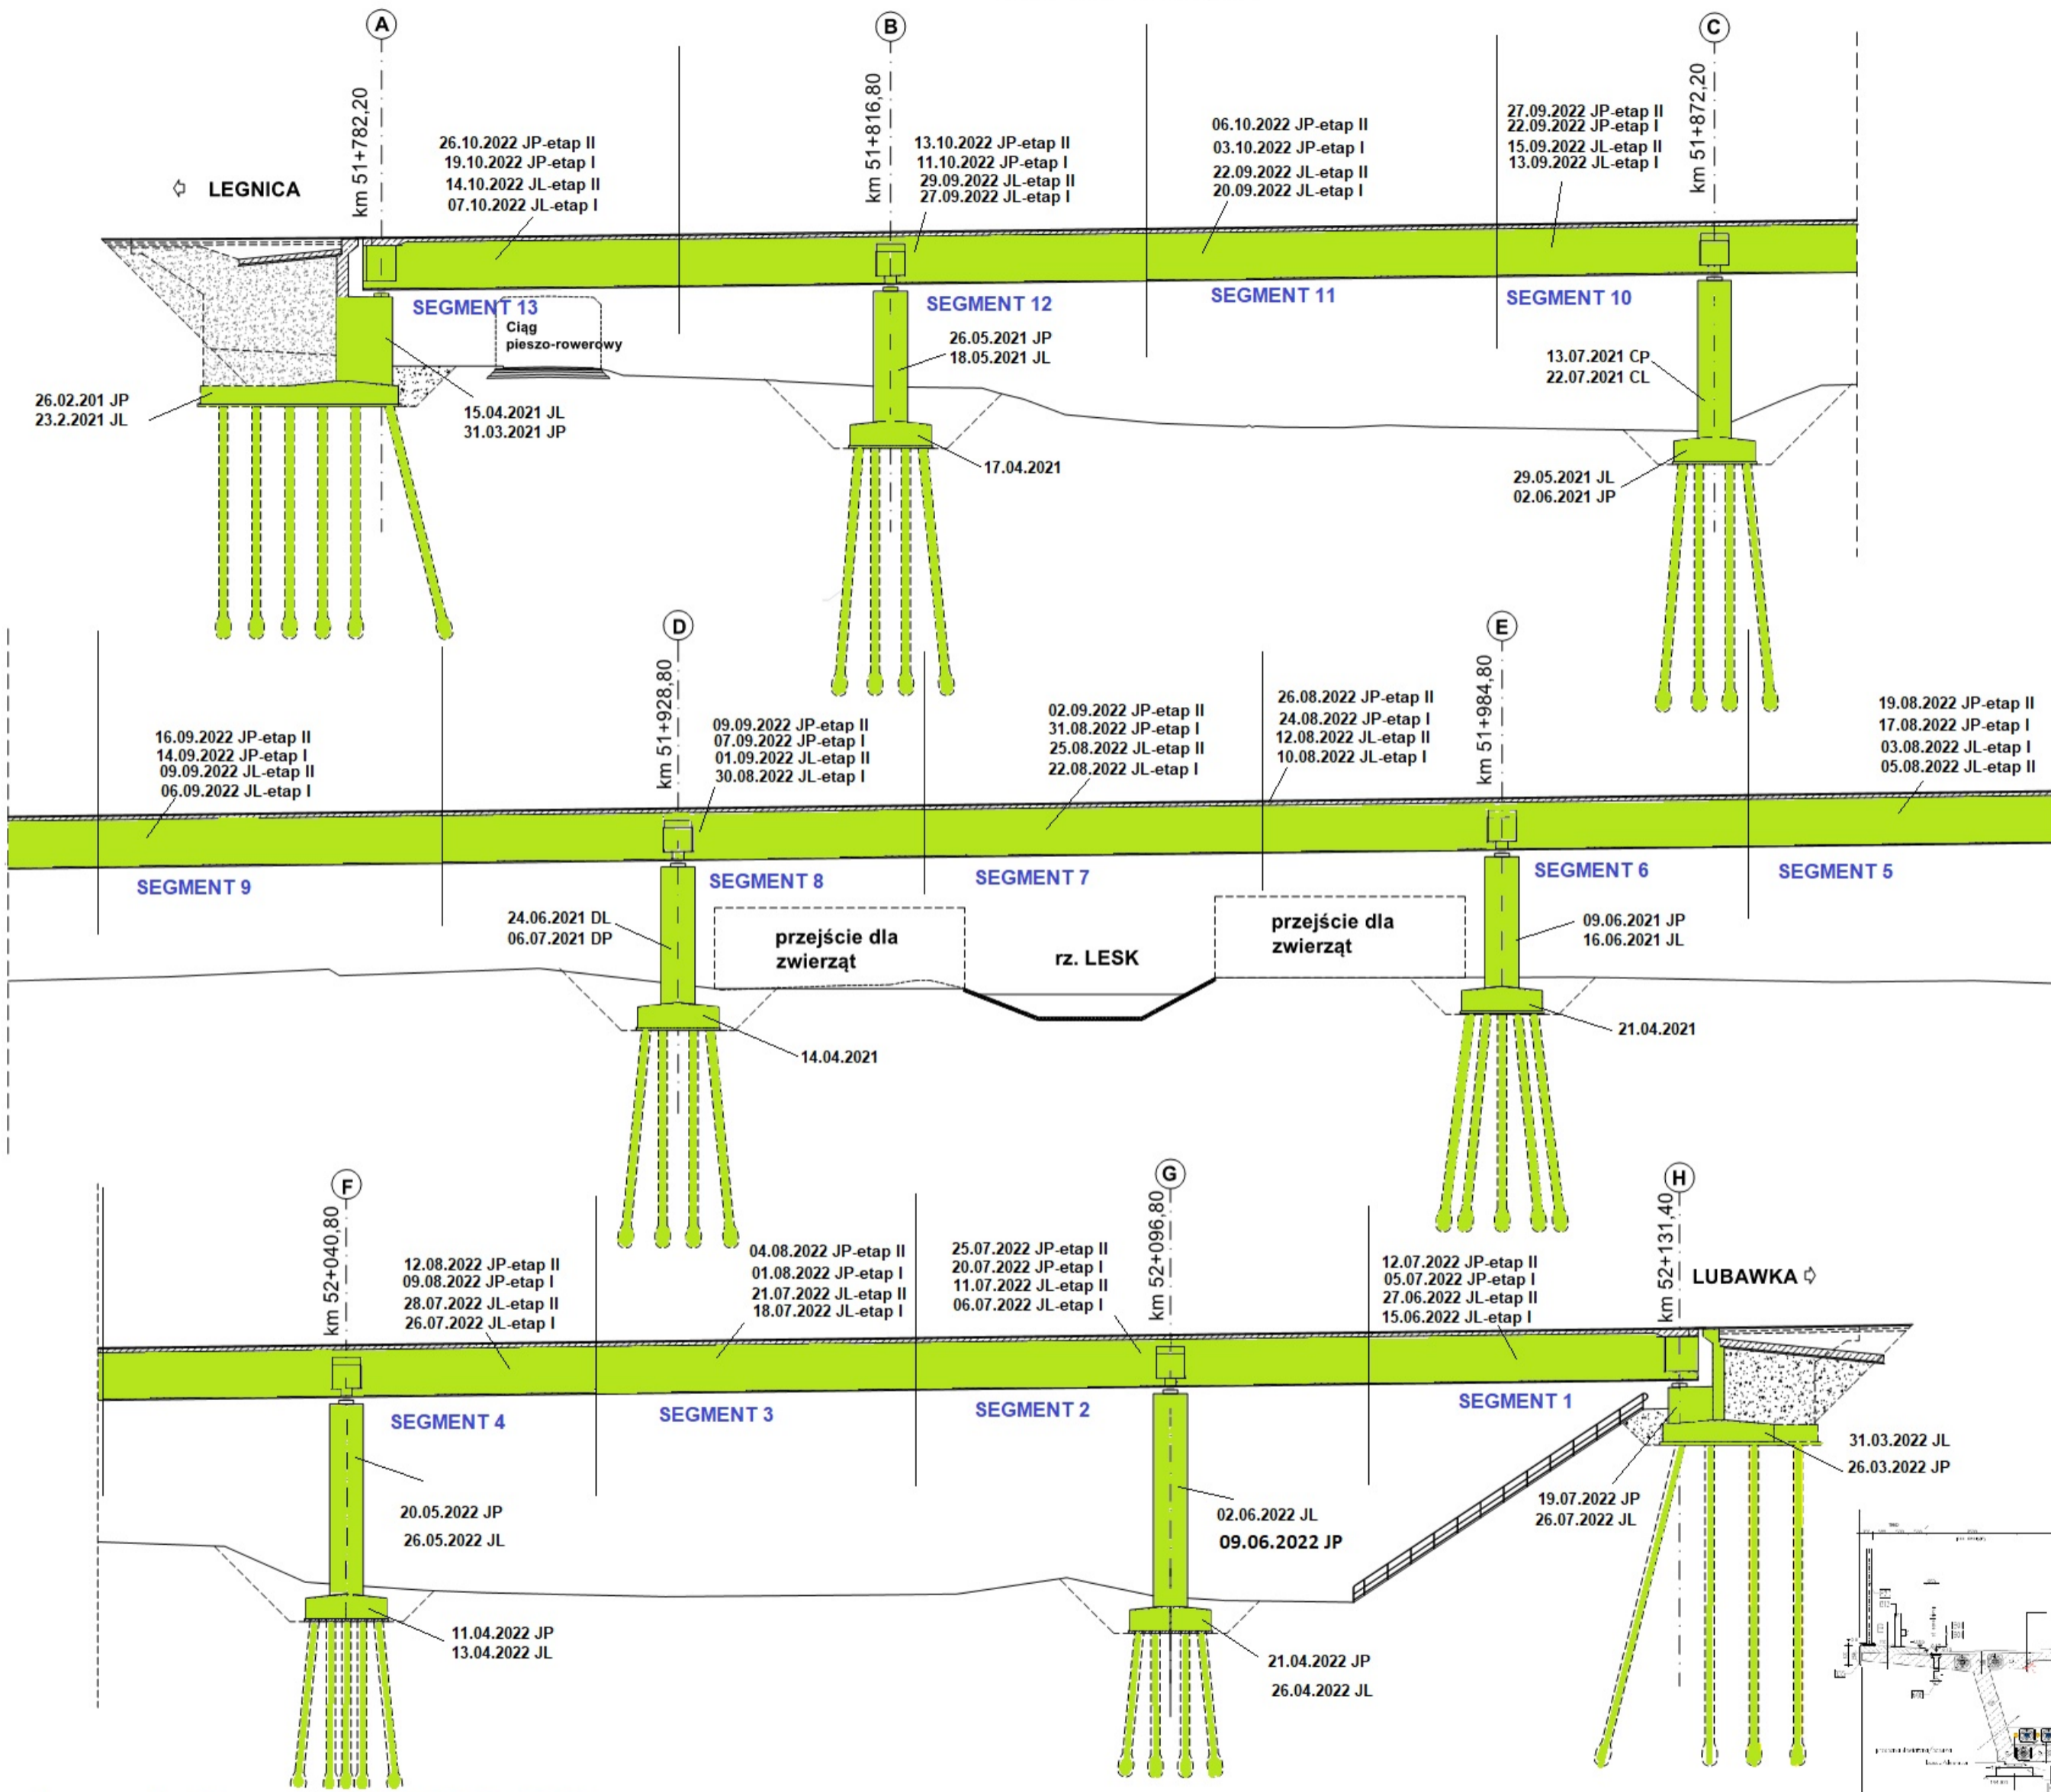 A
B
C
km 51+782,20
km 51+816,80
km 51+872,20
LEGNICA
26.10.2022 JP-etap II
19.10.2022 JP-etap I
14.10.2022 JL-etap II
07.10.2022 JL-etap I
13.10.2022 JP-etap II
11.10.2022 JP-etap I
29.09.2022 JL-etap II
27.09.2022 JL-etap I
06.10.2022 JP-etap II
03.10.2022 JP-etap I
22.09.2022 JL-etap II
20.09.2022 JL-etap I
27.09.2022 JP-etap II
22.09.2022 JP-etap I
15.09.2022 JL-etap II
13.09.2022 JL-etap I
SEGMENT 13
SEGMENT 12
SEGMENT 11
SEGMENT 10
Ciąg
pieszo-rowerowy
26.05.2021 JP
18.05.2021 JL
13.07.2021 CP
22.07.2021 CL
26.02.201 JP
23.2.2021 JL
15.04.2021 JL
31.03.2021 JP
17.04.2021
29.05.2021 JL
02.06.2021 JP
D
E
km 51+928,80
km 51+984,80
16.09.2022 JP-etap II
14.09.2022 JP-etap I
09.09.2022 JL-etap II
06.09.2022 JL-etap I
09.09.2022 JP-etap II
07.09.2022 JP-etap I
01.09.2022 JL-etap II
30.08.2022 JL-etap I
02.09.2022 JP-etap II
31.08.2022 JP-etap I
25.08.2022 JL-etap II
22.08.2022 JL-etap I
26.08.2022 JP-etap II
24.08.2022 JP-etap I
12.08.2022 JL-etap II
10.08.2022 JL-etap I
19.08.2022 JP-etap II
17.08.2022 JP-etap I
03.08.2022 JL-etap I
05.08.2022 JL-etap II
SEGMENT 9
SEGMENT 8
SEGMENT 7
SEGMENT 6
SEGMENT 5
24.06.2021 DL
06.07.2021 DP
przejście dla
zwierząt
rz. LESK
przejście dla
zwierząt
09.06.2021 JP
16.06.2021 JL
14.04.2021
21.04.2021
F
G
H
km 52+040,80
km 52+096,80
km 52+131,40
LUBAWKA
12.08.2022 JP-etap II
09.08.2022 JP-etap I
28.07.2022 JL-etap II
26.07.2022 JL-etap I
04.08.2022 JP-etap II
01.08.2022 JP-etap I
21.07.2022 JL-etap II
18.07.2022 JL-etap I
25.07.2022 JP-etap II
20.07.2022 JP-etap I
11.07.2022 JL-etap II
06.07.2022 JL-etap I
12.07.2022 JP-etap II
05.07.2022 JP-etap I
27.06.2022 JL-etap II
15.06.2022 JL-etap I
SEGMENT 4
SEGMENT 3
SEGMENT 2
SEGMENT 1
20.05.2022 JP
26.05.2022 JL
02.06.2022 JL
09.06.2022 JP
31.03.2022 JL
26.03.2022 JP
19.07.2022 JP
26.07.2022 JL
11.04.2022 JP
13.04.2022 JL
21.04.2022 JP
26.04.2022 JL